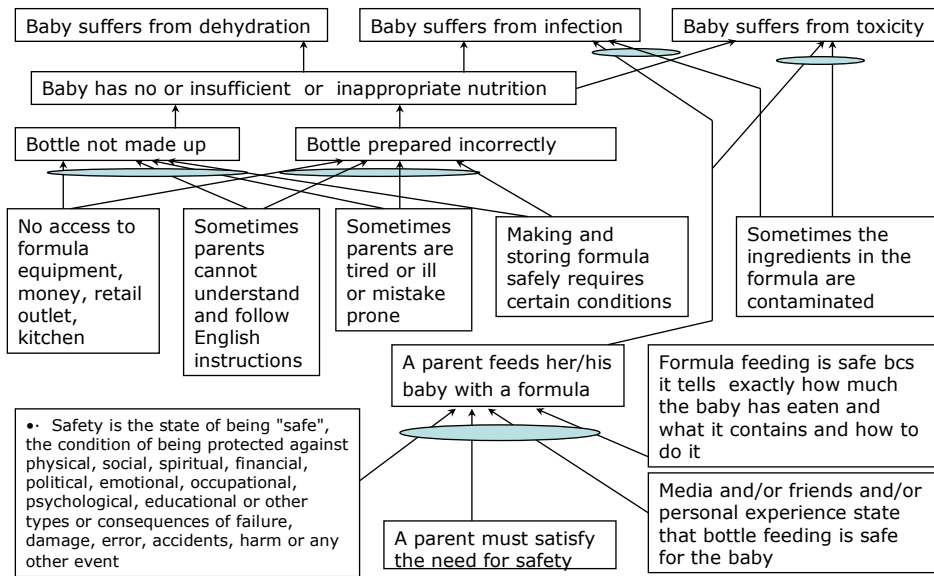 Baby suffers from dehydration
Baby suffers from infection
Baby suffers from toxicity
Baby has no or insufficient or inappropriate nutrition
Bottle not made up
Bottle prepared incorrectly
No access to
formula
equipment,
money, retail
outlet,
kitchen
Sometimes
parents
cannot
understand
and follow
English
instructions
Sometimes
parents are
tired or ill
or mistake
prone
Making and
storing formula
safely requires
certain conditions
Sometimes the
ingredients in the
formula are
contaminated
A parent feeds her/his
baby with a formula
Formula feeding is safe bcs
it tells exactly how much
the baby has eaten and
what it contains and how to
do it
•· Safety is the state of being "safe",
the condition of being protected against
physical, social, spiritual, financial,
political, emotional, occupational,
psychological, educational or other
types or consequences of failure,
damage, error, accidents, harm or any
other event
A parent must satisfy
the need for safety
Media and/or friends and/or
personal experience state
that bottle feeding is safe
for the baby